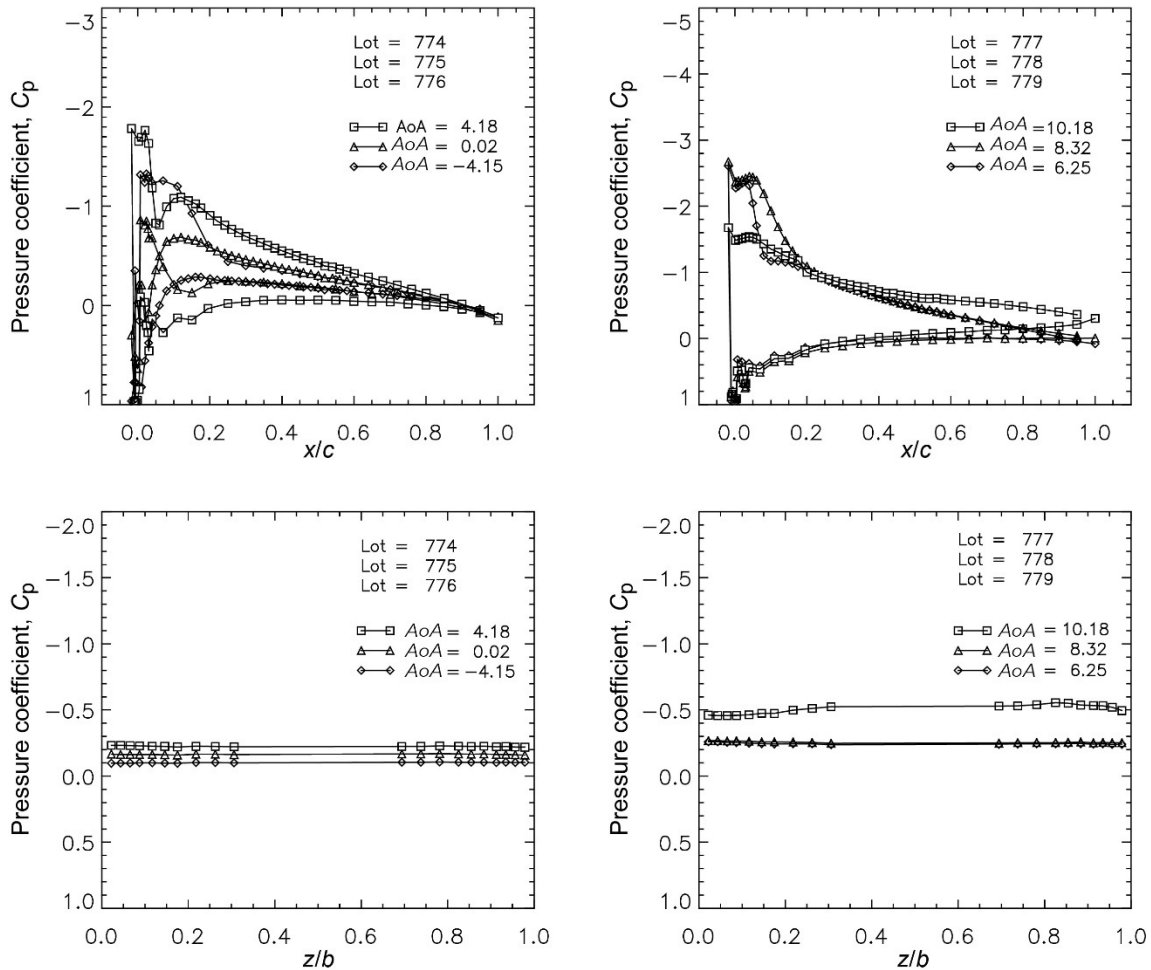 −3
−2
−1
0
1
Pressure coefficient, Cp
Lot = 774
Lot = 775
Lot = 776
AoA = 4.18
AoA = 0.02
AoA = −4.15
0.0 0.2 0.4 0.6 0.8 1.0
x/c
−5
−4
−3
−2
−1
0
1
Pressure coefficient, Cp
Lot = 777
Lot = 778
Lot = 779
AoA = 10.18
AoA = 8.32
AoA = 6.25
0.0 0.2 0.4 0.6 0.8 1.0
x/c
−2.0
−1.5
−1.0
−0.5
0.0
0.5
1.0
Pressure coefficient, Cp
Lot = 774
Lot = 775
Lot = 776
AoA = 4.18
AoA = 0.02
AoA = −4.15
0.0 0.2 0.4 0.6 0.8 1.0
z/b
−2.0
−1.5
−1.0
−0.5
0.0
0.5
1.0
Pressure coefficient, Cp
Lot = 777
Lot = 778
Lot = 779
AoA = 10.18
AoA = 8.32
AoA = 6.25
0.0 0.2 0.4 0.6 0.8 1.0
z/b